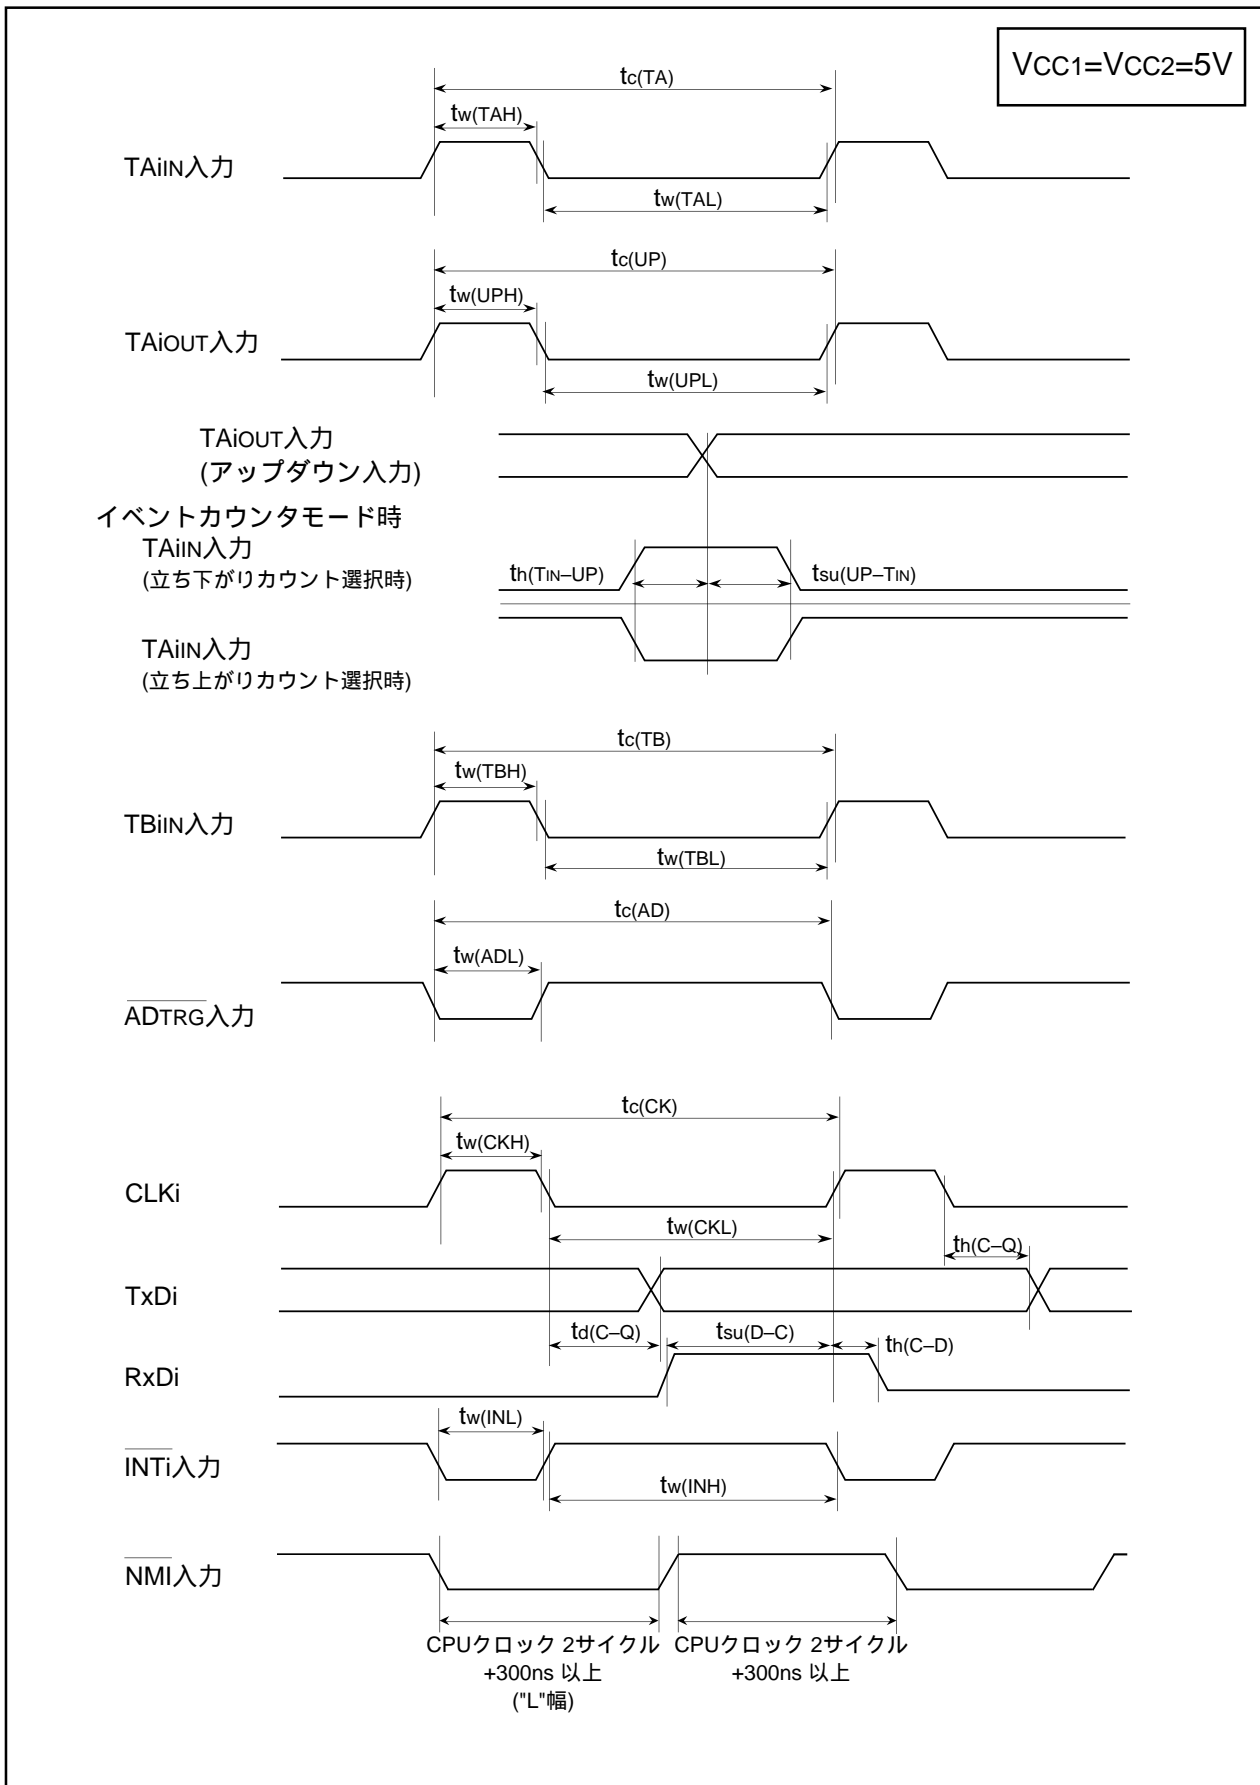 VCC1=VCC2=5V
tc(TA)
tw(TAH)
TAiIN入力
tw(TAL)
tc(UP)
tw(UPH)
TAiOUT入力
tw(UPL)
TAiOUT入力
(アップダウン入力)
イベントカウンタモード時
TAiIN入力
(立ち下がりカウント選択時)
th(TIN–UP)
tsu(UP–TIN)
TAiIN入力
(立ち上がりカウント選択時)
tc(TB)
tw(TBH)
TBiIN入力
tw(TBL)
tc(AD)
tw(ADL)
ADTRG入力
tc(CK)
tw(CKH)
CLKi
tw(CKL)
th(C–Q)
TxDi
td(C–Q)
tsu(D–C)
th(C–D)
RxDi
tw(INL)
INTi入力
tw(INH)
NMI入力
CPUクロック 2サイクル
+300ns 以上
("L"幅)
CPUクロック 2サイクル
+300ns 以上